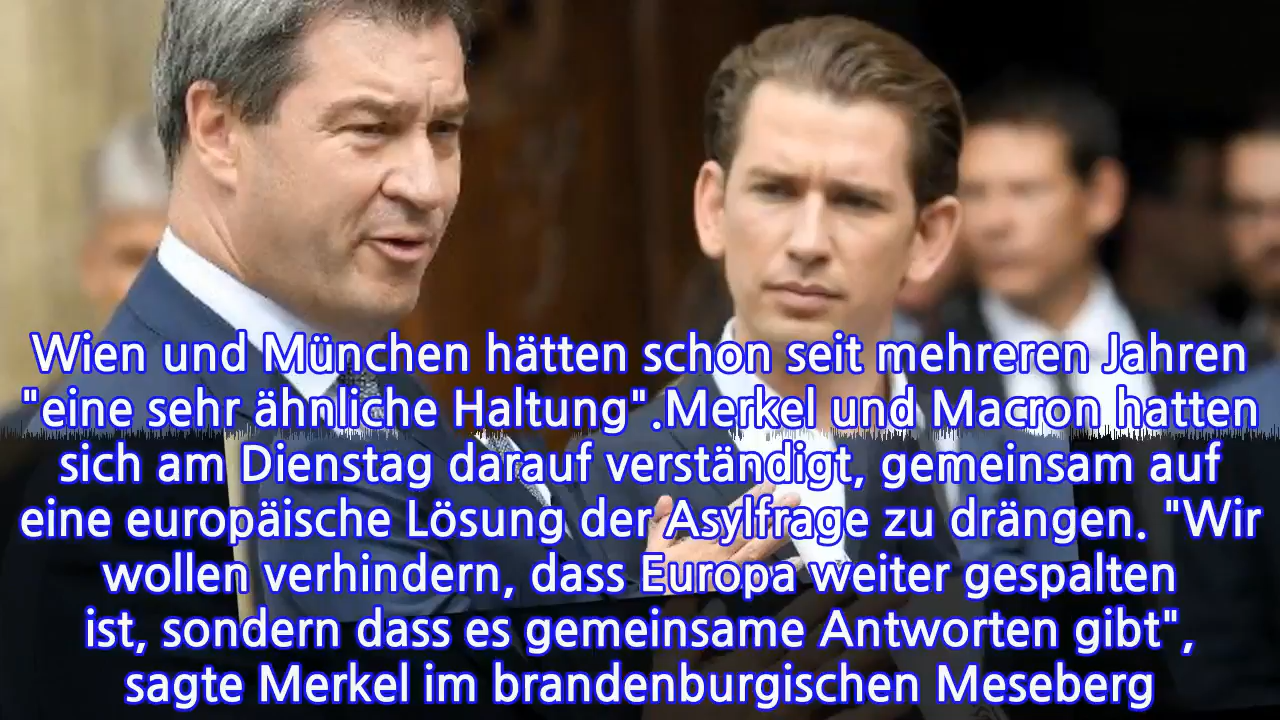 Wien und München hätten schon seit mehreren Jahren
"eine sehr ähnliche Haltung" .Merkel und Macron hatten
sich am Dienstag darauf verständigt, gemeinsam auf
eine europäische Lösung der Asylfrage zu drängen. "Wir
wollen verhindern, dass Europa weiter gespalten
ist, sondern dass es gemeinsame Antworten gibt",
sagte Merkel im brandenburgischen Meseberg